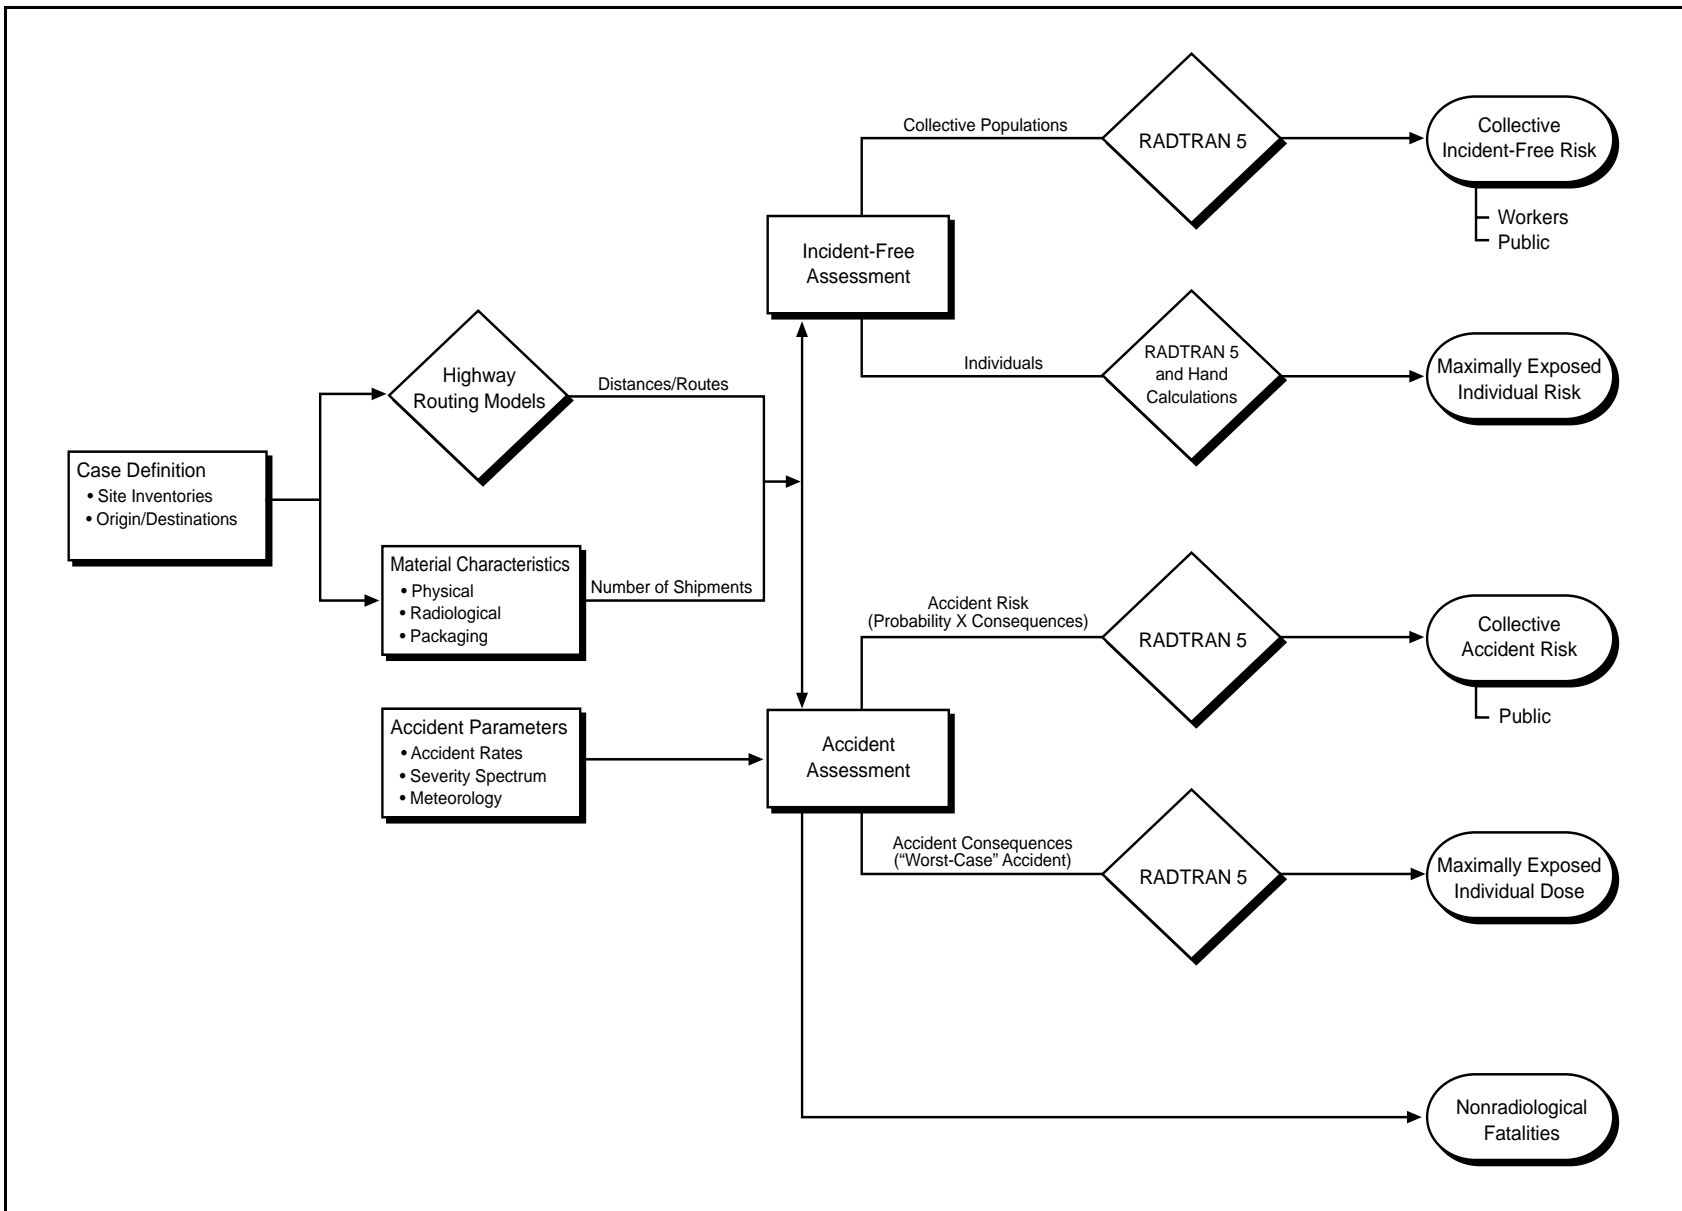 Case Definition
• Site Inventories
• Origin/Destinations
Highway
Routing Models
Distances/Routes
Material Characteristics
• Physical
• Radiological
• Packaging
Number of Shipments
Accident Parameters
• Accident Rates
• Severity Spectrum
• Meteorology
Incident-Free
Assessment
Collective Populations
RADTRAN 5
Collective
Incident-Free Risk
Workers
Public
Individuals
RADTRAN 5
and Hand
Calculations
Maximally Exposed
Individual Risk
Accident
Assessment
Accident Risk
(Probability X Consequences)
RADTRAN 5
Collective
Accident Risk
Public
Accident Consequences
(“Worst-Case” Accident)
RADTRAN 5
Maximally Exposed
Individual Dose
Nonradiological
Fatalities